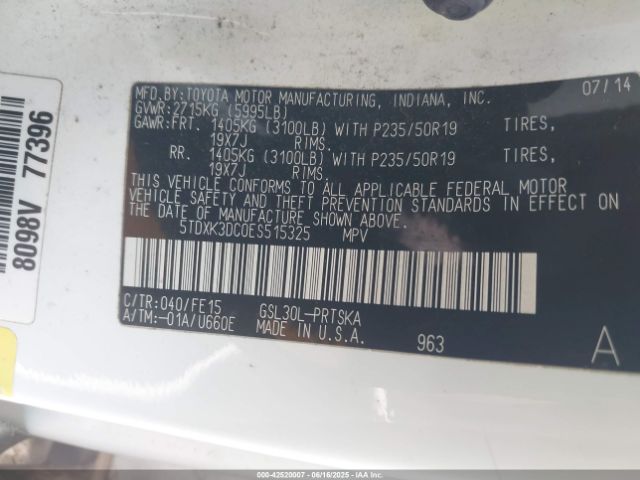 MFD.BY:TOYOTA MOTOR MANUFACTURING, INDIANA, INC. 07/14
GVWR:2715KG (5995LB)
GAWR:FRT. 1405KG (3100LB) WITH P235/50R19 TIRES,
19X7J RIMS.
RR. 1405KG (3100LB) WITH P235/50R19 TIRES,
19X7J RIMS.
THIS VEHICLE CONFORMS TO ALL APPLICABLE FEDERAL MOTOR
VEHICLE SAFETY AND THEFT PREVENTION STANDARDS IN EFFECT ON
THE DATE OF MANUFACTURE SHOWN ABOVE.
5TDXK3DC0ES515325 MPV
C/TR:040/FE15 GSL30L-PRTSKA
A/TM:-01A/U660E MADE IN U.S.A.
963
A
8098V 77396
000-42520007 - 06/16/2025 - IAAI.COM